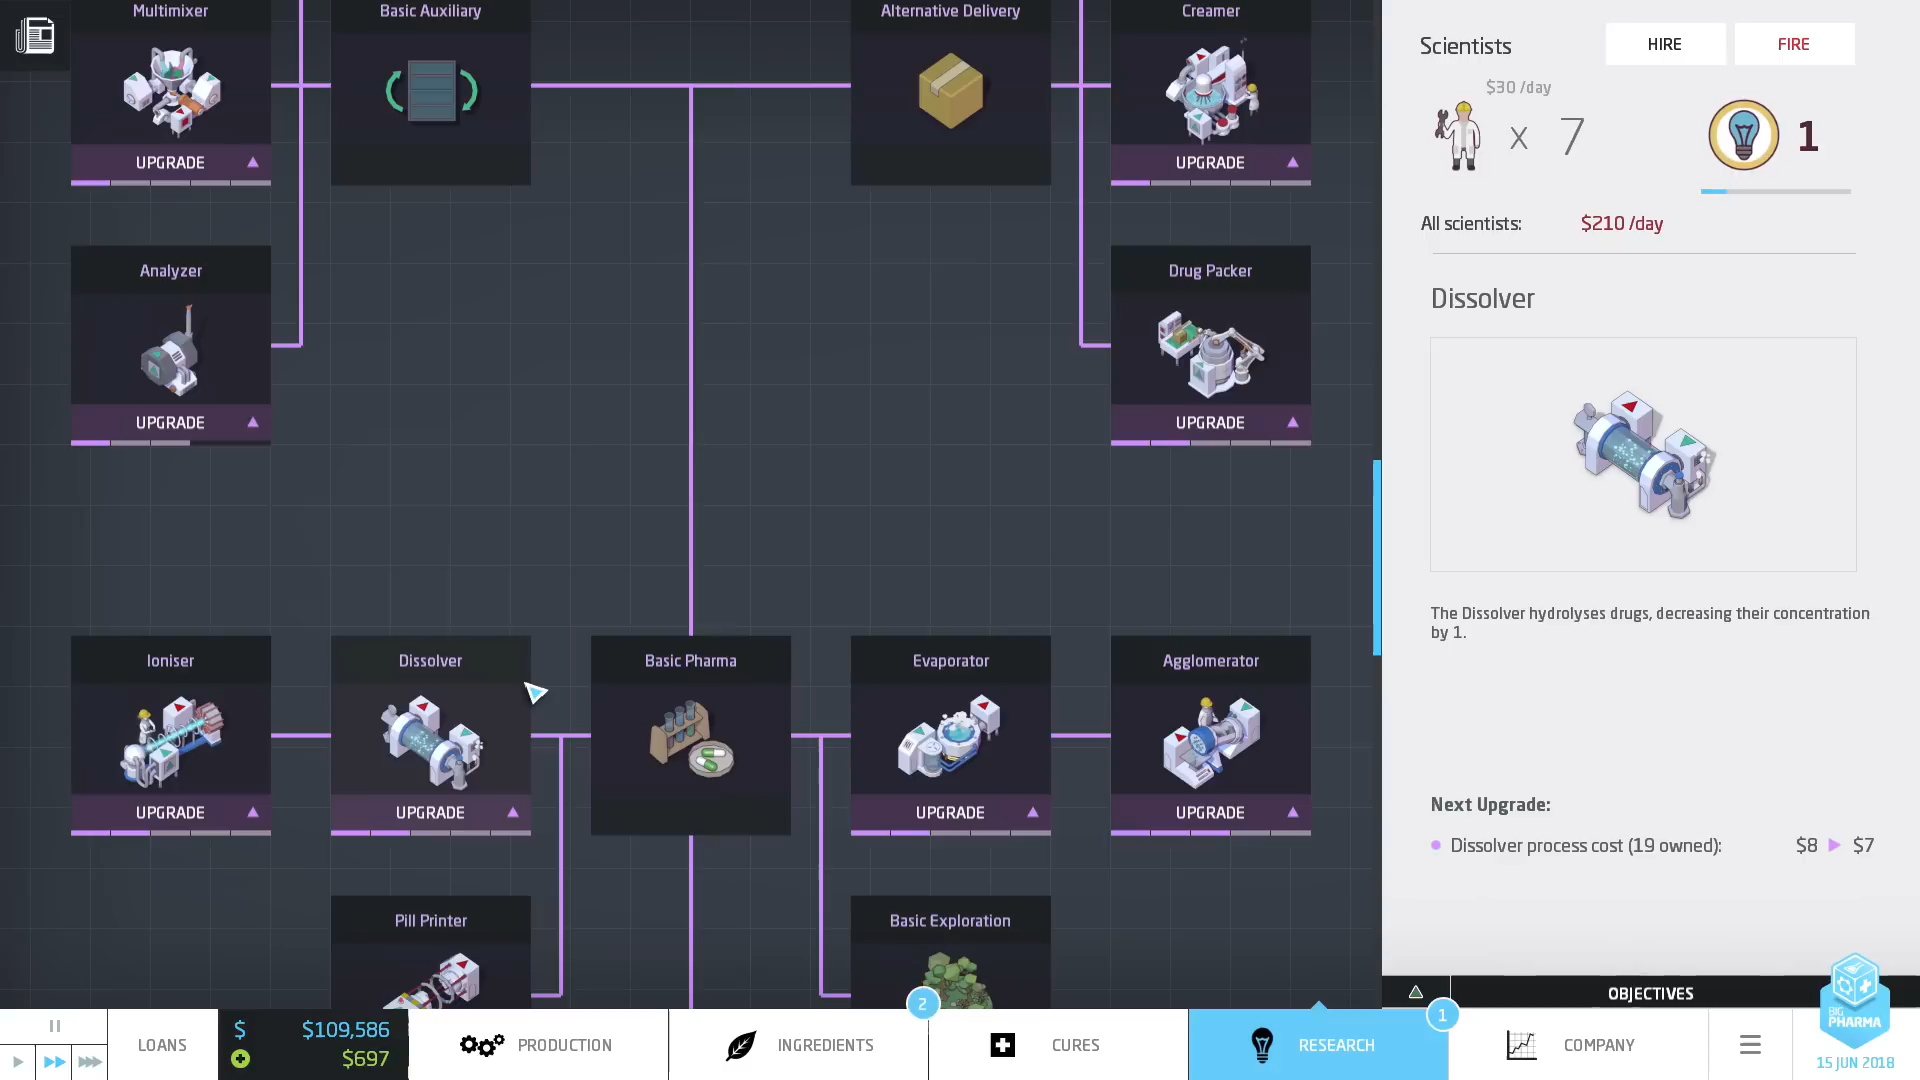 Multimixer
Basic Auxiliary
Alternative Delivery
Creamer
UPGRADE
UPGRADE
Analyzer
UPGRADE
Drug Packer
UPGRADE
Ioniser
UPGRADE
Dissolver
UPGRADE
Basic Pharma
Evaporator
UPGRADE
Agglomerator
UPGRADE
Pill Printer
Basic Exploration
Scientists
HIRE
FIRE
$30 /day
x 7
1
All scientists: $210 /day
Dissolver
The Dissolver hydrolyses drugs, decreasing their concentration
by 1.
Next Upgrade:
Dissolver process cost (19 owned): $8 $7
OBJECTIVES
LOANS
$ $109,586
$697
PRODUCTION
INGREDIENTS
2
CURES
RESEARCH
1
COMPANY
BIG
PHARMA
15 JUN 2018